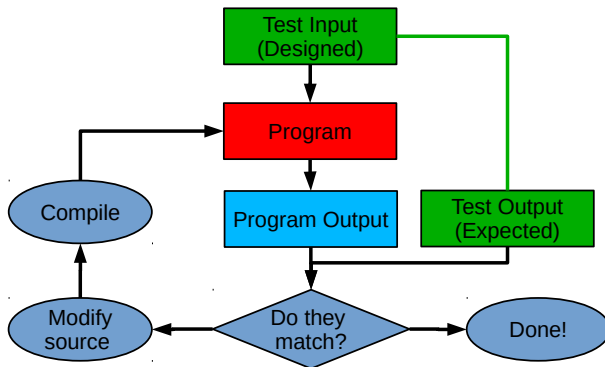 Test Input
(Designed)
Program
Compile
Program Output
Test Output
(Expected)
Modify
source
Do they
match?
Done!